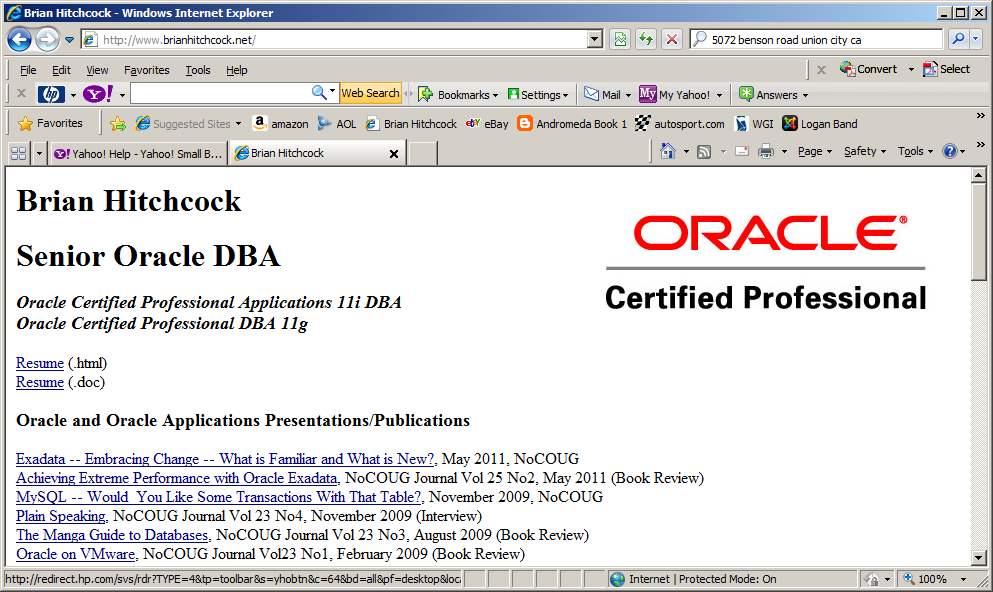 Brian Hitchcock - Windows Internet Explorer
http://www.brianhitchcock.net/
5072 benson road union city ca
File Edit View Favorites Tools Help
Convert Select
hp Y! Web Search Bookmarks Settings Mail My My Yahoo! Answers
Favorites Suggested Sites amazon AOL Brian Hitchcock eBay Andromeda Book 1 autosport.com WGI Logan Band
Yahoo! Help - Yahoo! Small B... Brian Hitchcock Page Safety Tools
Brian Hitchcock
ORACLE®
Senior Oracle DBA
Certified Professional
Oracle Certified Professional Applications 11i DBA
Oracle Certified Professional DBA 11g
Resume (.html)
Resume (.doc)
Oracle and Oracle Applications Presentations/Publications
Exadata -- Embracing Change -- What is Familiar and What is New?, May 2011, NoCOUG
Achieving Extreme Performance with Oracle Exadata, NoCOUG Journal Vol 25 No2, May 2011 (Book Review)
MySQL -- Would You Like Some Transactions With That Table?, November 2009, NoCOUG
Plain Speaking, NoCOUG Journal Vol 23 No4, November 2009 (Interview)
The Manga Guide to Databases, NoCOUG Journal Vol 23 No3, August 2009 (Book Review)
Oracle on VMware, NoCOUG Journal Vol23 No1, February 2009 (Book Review)
http://redirect.hp.com/svs/rdr?TYPE=4&tp=toolbar&s=yhobtn&c=64&bd=all&pf=desktop&loc Internet | Protected Mode: On 100%